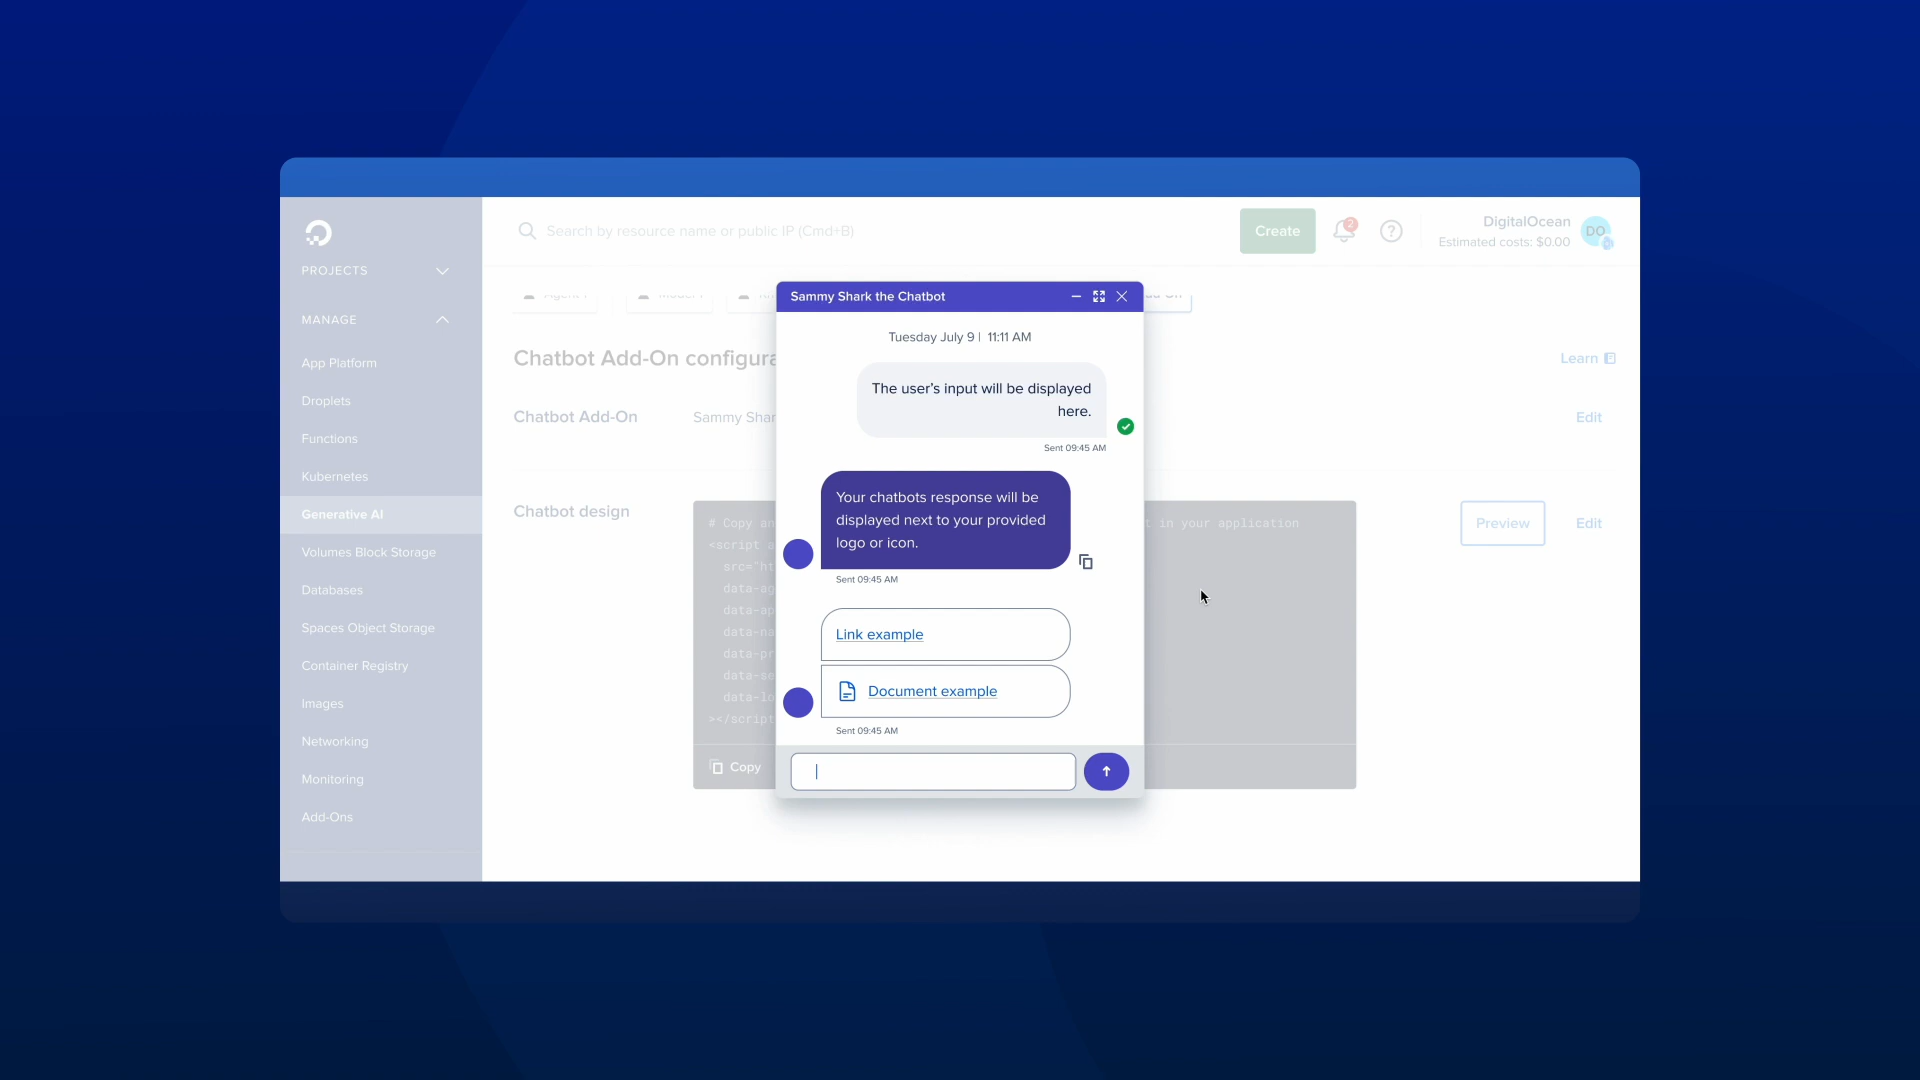 Search by resource name or public IP (Cmd+B)
Create
2
?
DigitalOcean
Estimated costs: $0.00
DO
PROJECTS
MANAGE
App Platform
Droplets
Functions
Kubernetes
Generative AI
Volumes Block Storage
Databases
Spaces Object Storage
Container Registry
Images
Networking
Monitoring
Add-Ons
Chatbot Add-On configura
Learn
Chatbot Add-On
Sammy Shar
Edit
Chatbot design
# Copy an
t in your application
<script a
src="ht
data-ag
data-ap
data-na
data-pr
data-se
data-lo
></script
Copy
Preview
Edit
Sammy Shark the Chatbot
Tuesday July 9 | 11:11 AM
The user's input will be displayed
here.
Sent 09:45 AM
Your chatbots response will be
displayed next to your provided
logo or icon.
Sent 09:45 AM
Link example
Document example
Sent 09:45 AM